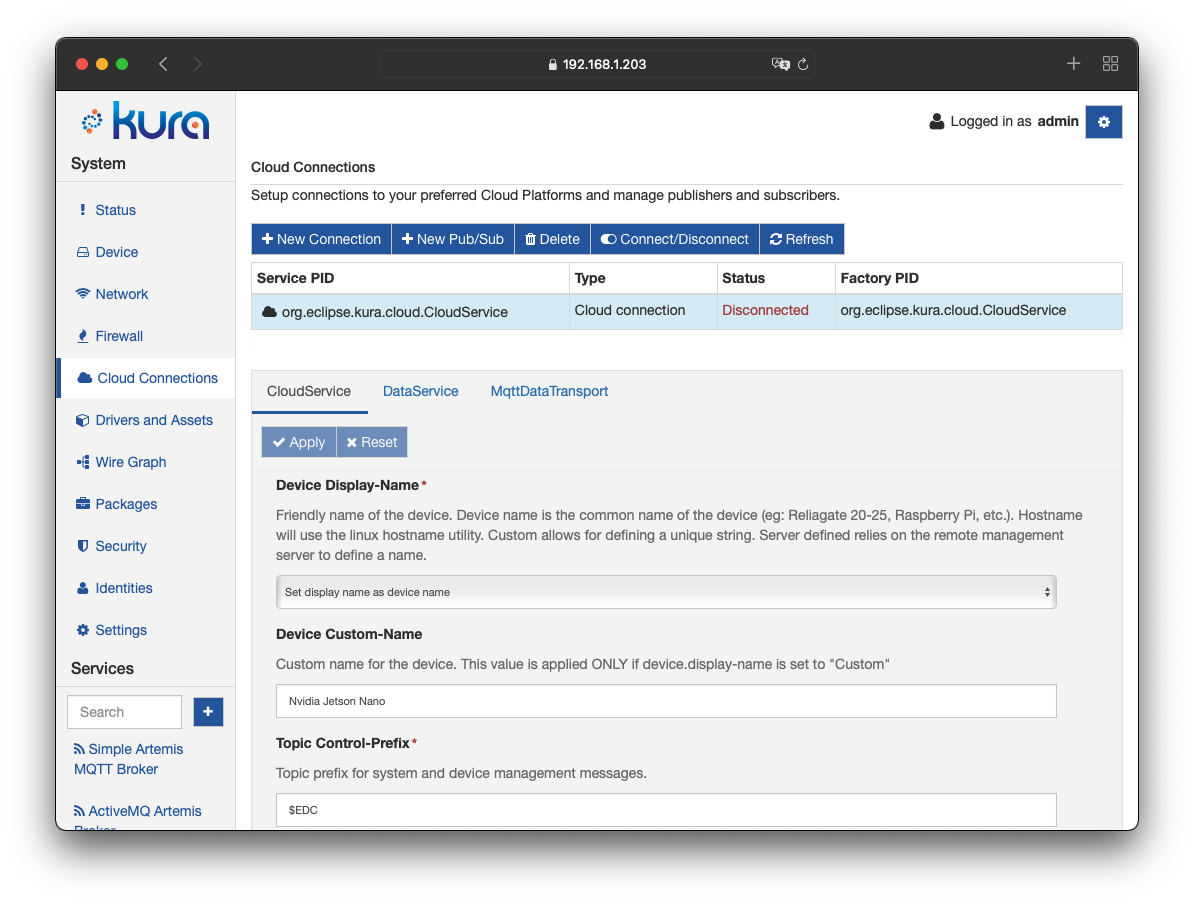 192.168.1.203
kura
Logged in as admin
System
Status
Device
Network
Firewall
Cloud Connections
Drivers and Assets
Wire Graph
Packages
Security
Identities
Settings
Services
Search
Simple Artemis
MQTT Broker
ActiveMQ Artemis
Broker
Cloud Connections
Setup connections to your preferred Cloud Platforms and manage publishers and subscribers.
New Connection New Pub/Sub Delete Connect/Disconnect Refresh
Service PID Type Status Factory PID
org.eclipse.kura.cloud.CloudService Cloud connection Disconnected org.eclipse.kura.cloud.CloudService
CloudService DataService MqttDataTransport
Apply Reset
Device Display-Name*
Friendly name of the device. Device name is the common name of the device (eg: Reliagate 20-25, Raspberry Pi, etc.). Hostname
will use the linux hostname utility. Custom allows for defining a unique string. Server defined relies on the remote management
server to define a name.
Set display name as device name
Device Custom-Name
Custom name for the device. This value is applied ONLY if device.display-name is set to "Custom"
Nvidia Jetson Nano
Topic Control-Prefix*
Topic prefix for system and device management messages.
$EDC